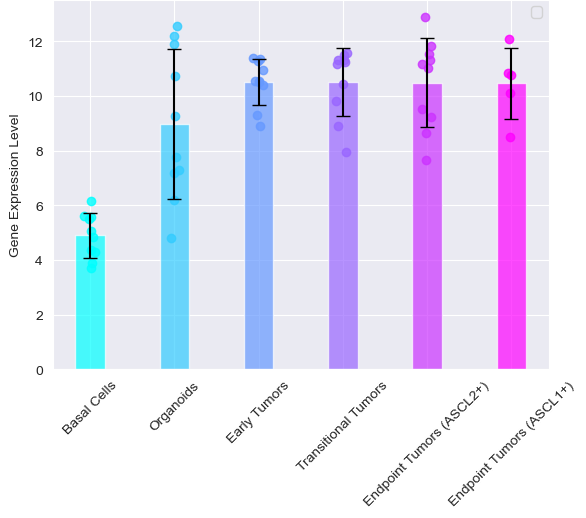 Gene Expression Level
12
10
8
6
4
2
0
Basal Cells
Organoids
Early Tumors
Transitional Tumors
Endpoint Tumors (ASCL2+)
Endpoint Tumors (ASCL1+)